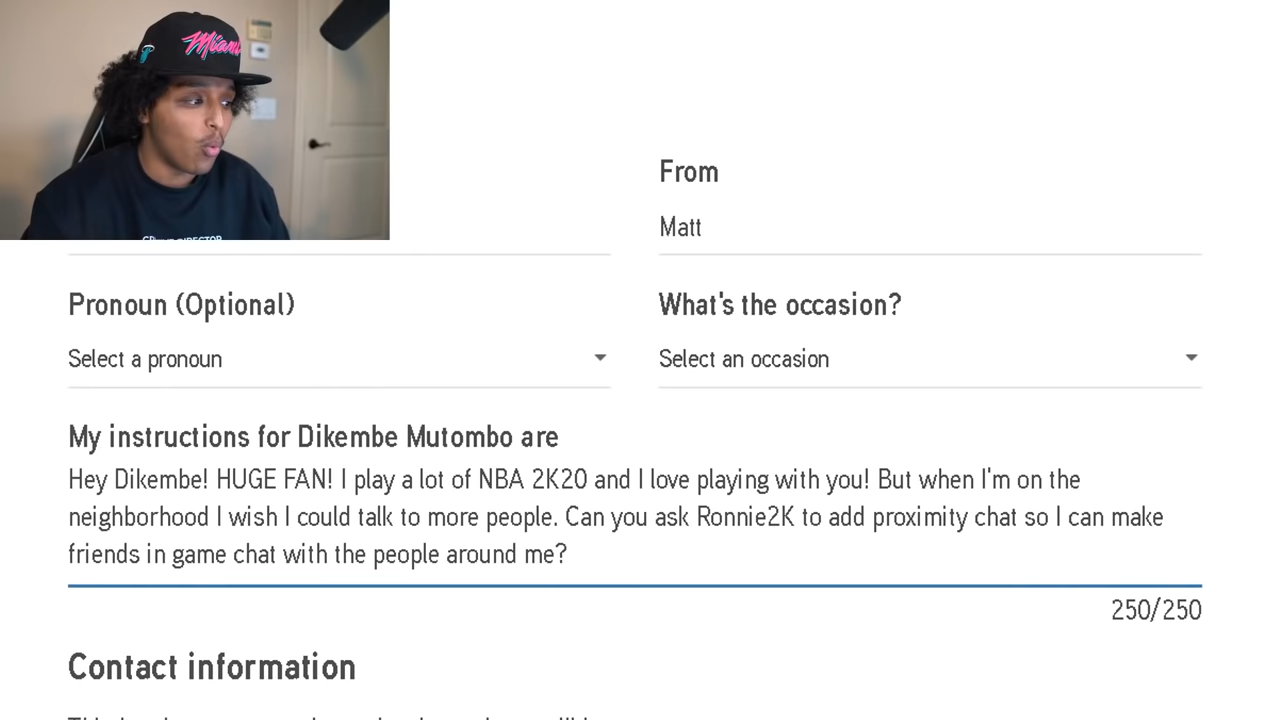 Miami
From
Matt
Pronoun (Optional)
What's the occasion?
Select a pronoun
Select an occasion
My instructions for Dikembe Mutombo are
Hey Dikembe! HUGE FAN! I play a lot of NBA 2K20 and I love playing with you! But when I'm on the
neighborhood I wish I could talk to more people. Can you ask Ronnie2K to add proximity chat so I can make
friends in game chat with the people around me?
250/250
Contact information